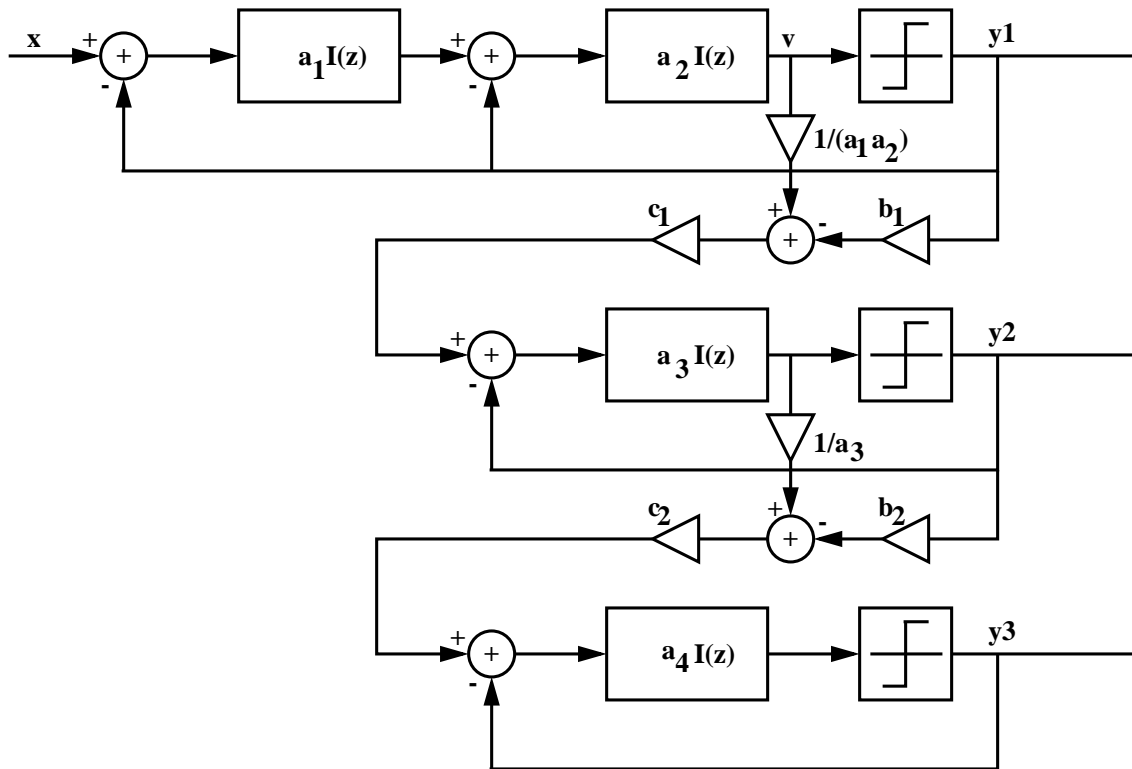 x + + - a1I(z) + + - a2I(z) v y1
1/(a1a2)
c1 + + - b1
+ + - a3I(z) y2
1/a3
c2 + + - b2
+ + - a4I(z) y3